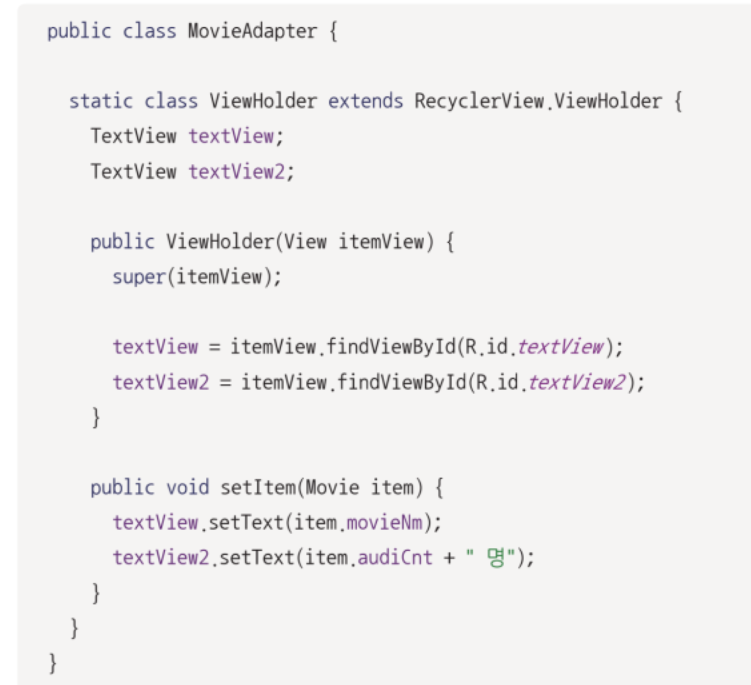 public class MovieAdapter {
static class ViewHolder extends RecyclerView.ViewHolder {
TextView textView;
TextView textView2;
public ViewHolder(View itemView) {
super(itemView);
textView = itemView.findViewById(R.id.textView);
textView2 = itemView.findViewById(R.id.textView2);
}
public void setItem(Movie item) {
textView.setText(item.movieNm);
textView2.setText(item.audiCnt + " 명");
}
}
}